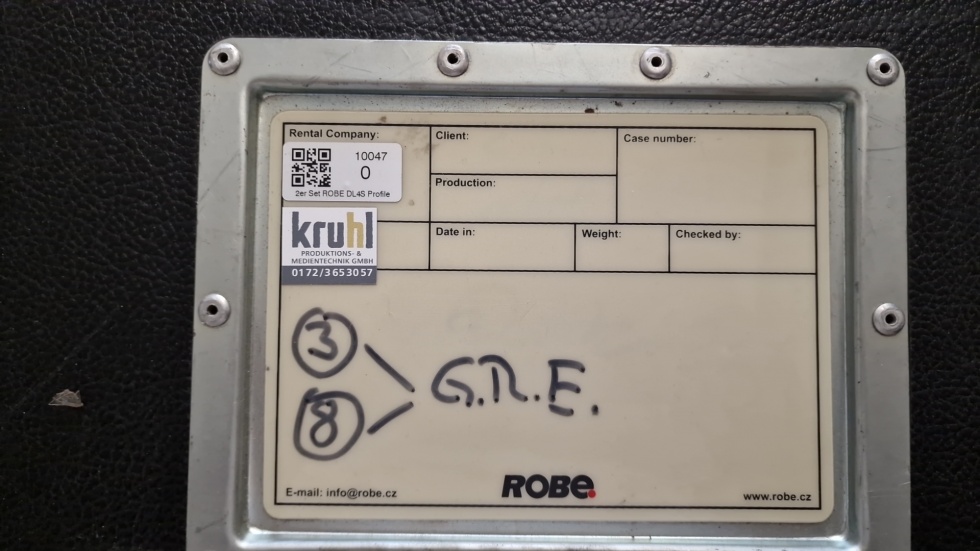 Rental Company:
10047
0
2er Set ROBE DL4S Profile
Client:
Production:
Case number:
kruhl
PRODUKTIONS- &
MEDIENTECHNIK GMBH
0172/3653057
Date in:
Weight:
Checked by:
3
8
G.R.E.
E-mail: info@robe.cz
ROBE.
www.robe.cz